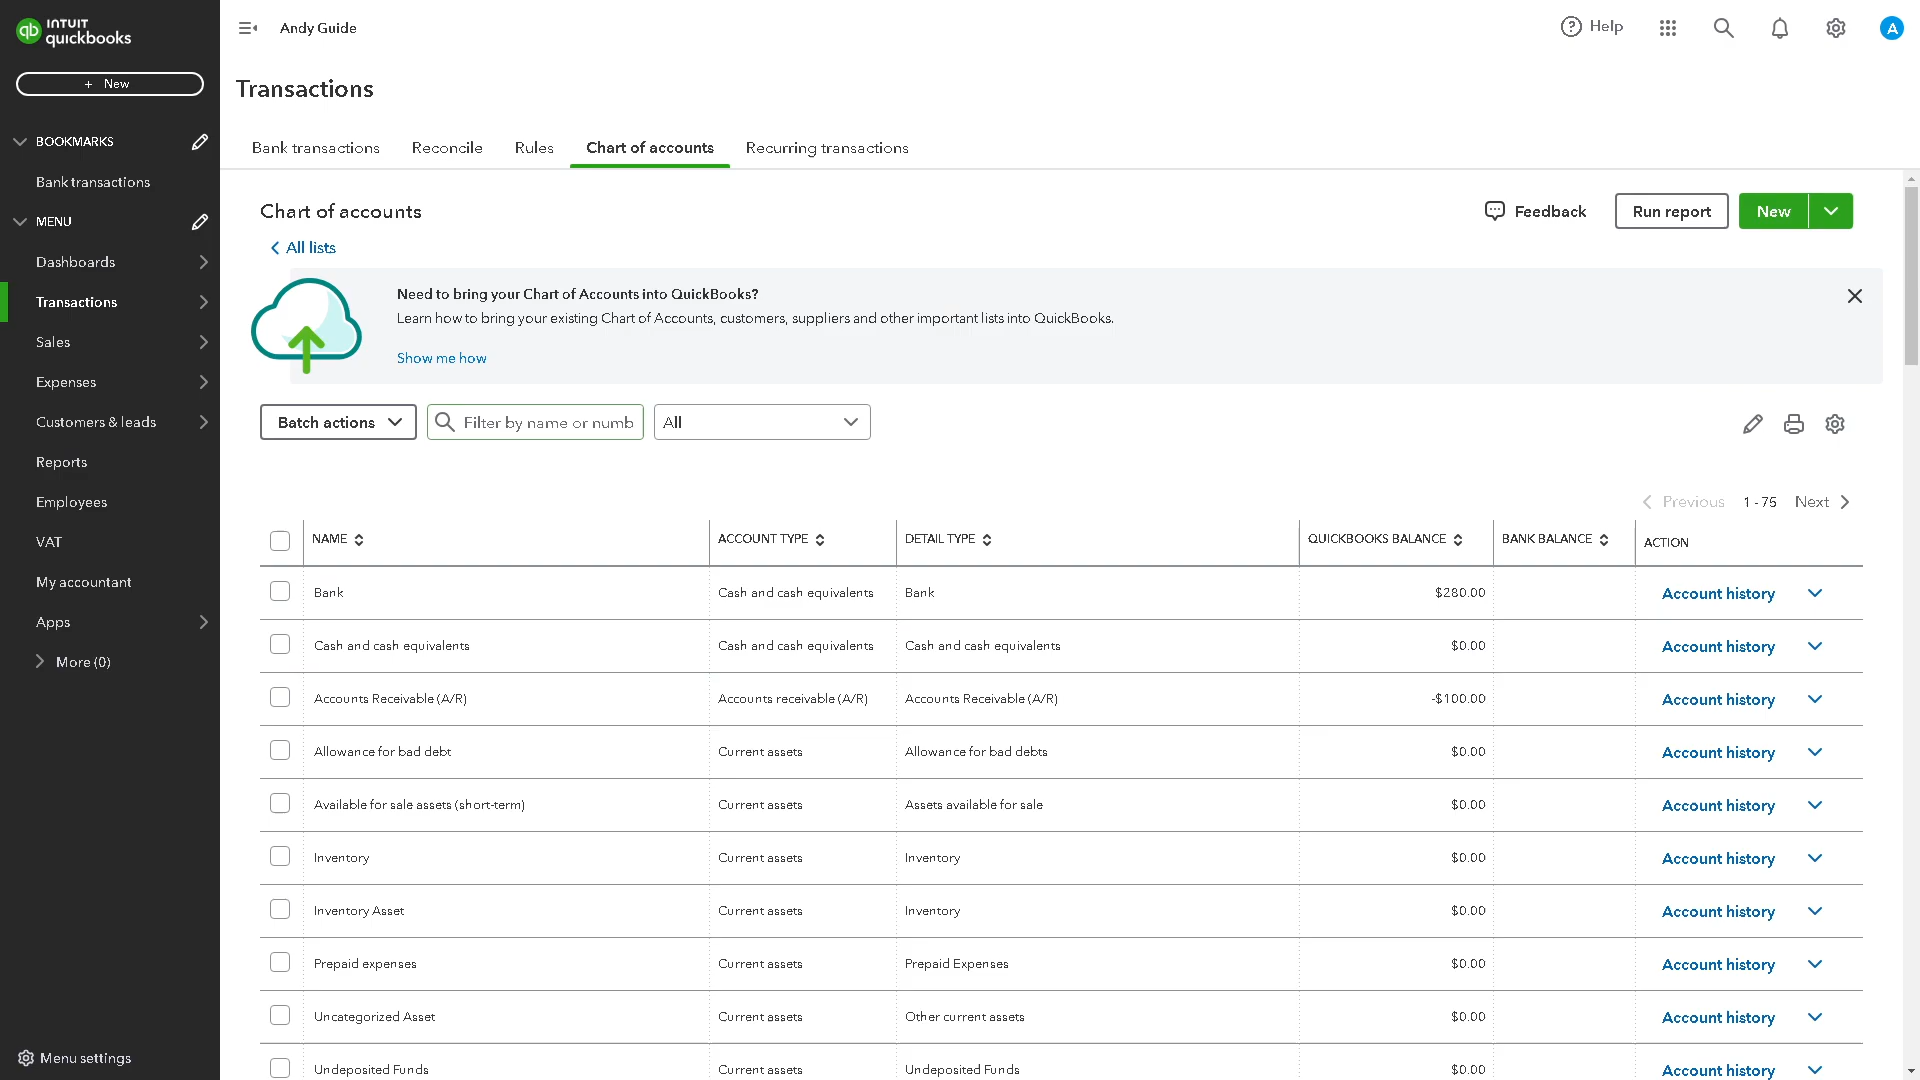 INTUIT
quickbooks
Andy Guide
Help
A
+ New
Transactions
BOOKMARKS
Bank transactions
MENU
Dashboards
Transactions
Sales
Expenses
Customers & leads
Reports
Employees
VAT
My accountant
Apps
More (0)
Menu settings
Bank transactions
Reconcile
Rules
Chart of accounts
Recurring transactions
Chart of accounts
Feedback
Run report
New
All lists
Need to bring your Chart of Accounts into QuickBooks?
Learn how to bring your existing Chart of Accounts, customers, suppliers and other important lists into QuickBooks.
Show me how
Batch actions
Filter by name or numb
All
Previous 1 - 75 Next
NAME ACCOUNT TYPE DETAIL TYPE QUICKBOOKS BALANCE BANK BALANCE ACTION
Bank Cash and cash equivalents Bank $280.00 Account history
Cash and cash equivalents Cash and cash equivalents Cash and cash equivalents $0.00 Account history
Accounts Receivable (A/R) Accounts receivable (A/R) Accounts Receivable (A/R) -$100.00 Account history
Allowance for bad debt Current assets Allowance for bad debts $0.00 Account history
Available for sale assets (short-term) Current assets Assets available for sale $0.00 Account history
Inventory Current assets Inventory $0.00 Account history
Inventory Asset Current assets Inventory $0.00 Account history
Prepaid expenses Current assets Prepaid Expenses $0.00 Account history
Uncategorized Asset Current assets Other current assets $0.00 Account history
Undeposited Funds Current assets Undeposited Funds $0.00 Account history